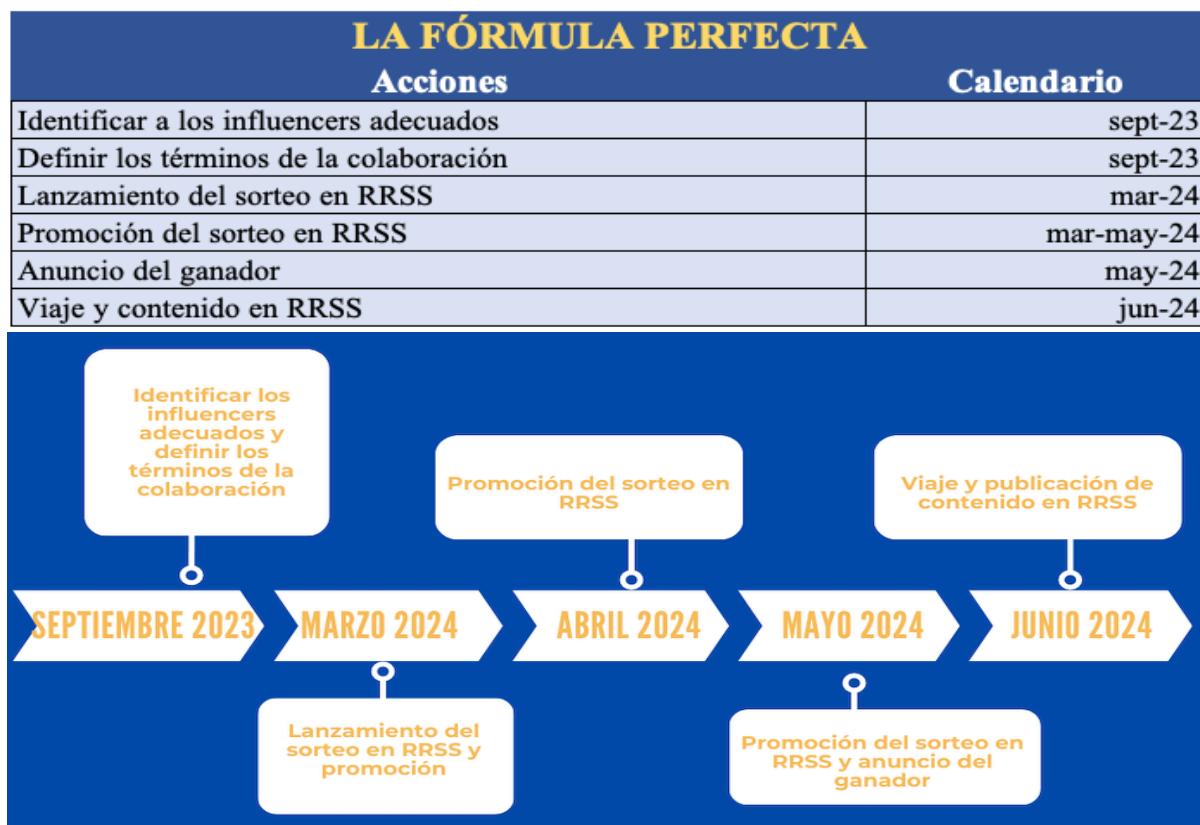 LA FÓRMULA PERFECTA
Acciones Calendario
Identificar a los influencers adecuados sept-23
Definir los términos de la colaboración sept-23
Lanzamiento del sorteo en RRSS mar-24
Promoción del sorteo en RRSS mar-may-24
Anuncio del ganador may-24
Viaje y contenido en RRSS jun-24
Identificar los
influencers
adecuados y
definir los
términos de la
colaboración
Promoción del sorteo en
RRSS
Viaje y publicación de
contenido en RRSS
SEPTIEMBRE 2023
MARZO 2024
ABRIL 2024
MAYO 2024
JUNIO 2024
Lanzamiento del
sorteo en RRSS y
promoción
Promoción del sorteo en
RRSS y anuncio del
ganador